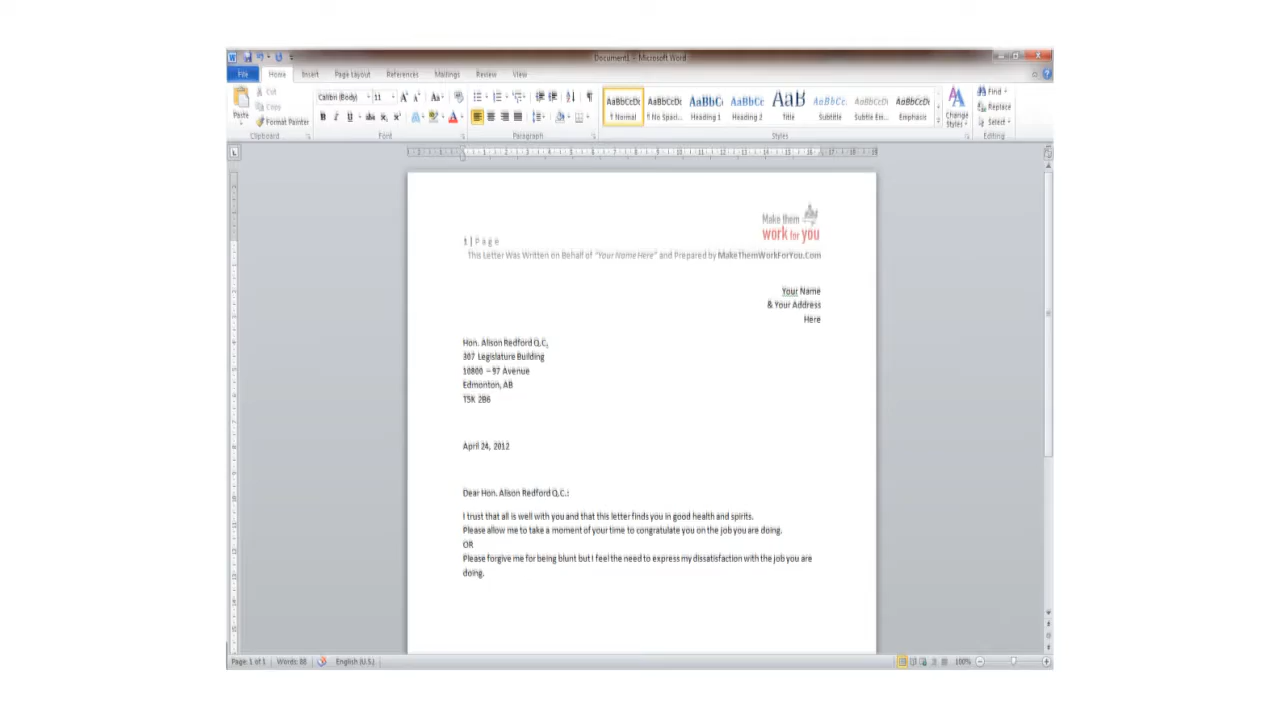 Document1 - Microsoft Word
File Home Insert Page Layout References Mailings Review View
Cut
Copy
Format Painter
Paste
Calibri (Body) 11
AaBbCcDc AaBbCcDc AaBbC AaBbCc AaB AaBbCc. AaBbCcDc AaBbCcDc
¶ Normal ¶ No Spaci... Heading 1 Heading 2 Title Subtitle Subtle Em... Emphasis
Change Styles
Find
Replace
Select
Clipboard Font Paragraph Styles Editing
Make them
work for you
1 | Page
This Letter Was Written on Behalf of "Your Name Here" and Prepared by MakeThemWorkForYou.Com
Your Name
& Your Address
Here
Hon. Alison Redford Q.C,
307 Legislature Building
10800 – 97 Avenue
Edmonton, AB
T5K 2B6
April 24, 2012
Dear Hon. Alison Redford Q.C.:
I trust that all is well with you and that this letter finds you in good health and spirits.
Please allow me to take a moment of your time to congratulate you on the job you are doing.
OR
Please forgive me for being blunt but I feel the need to express my dissatisfaction with the job you are
doing.
Page: 1 of 1 Words: 88 English (U.S.) 100%